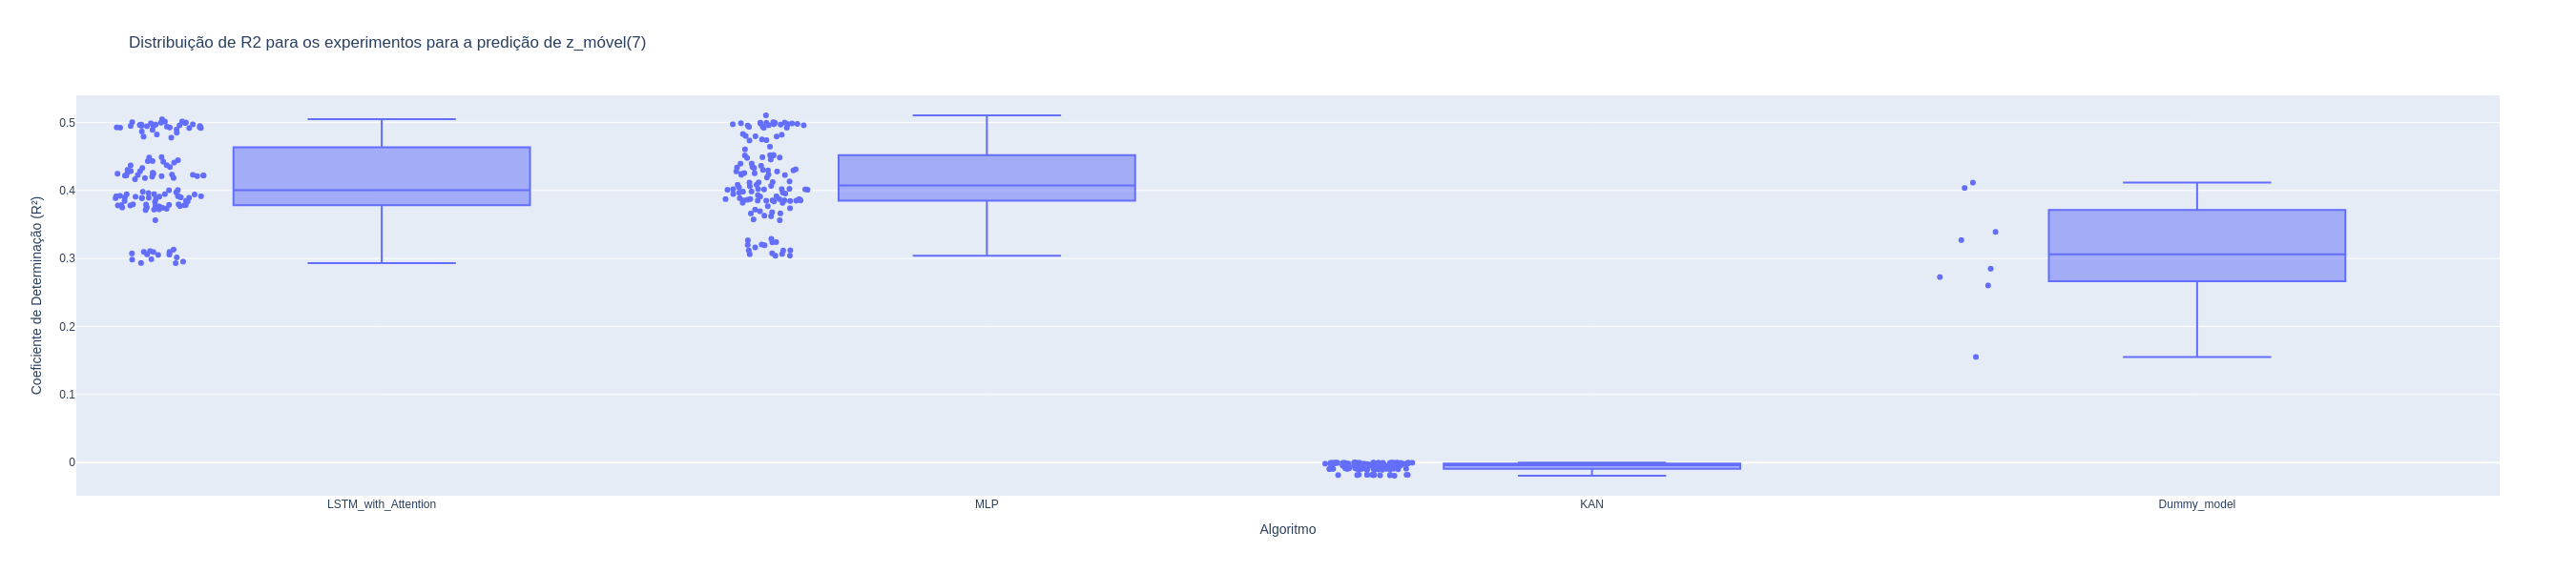 Distribuição de R2 para os experimentos para a predição de z_móvel(7)
Coeficiente de Determinação (R²)
0.5
0.4
0.3
0.2
0.1
0
LSTM_with_Attention
MLP
KAN
Dummy_model
Algoritmo